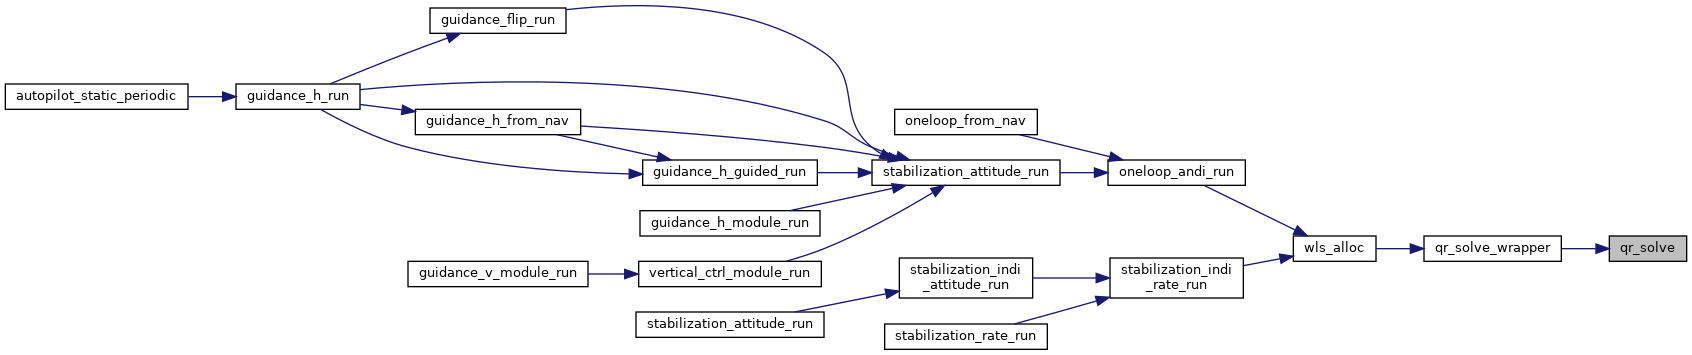 guidance_flip_run
autopilot_static_periodic
guidance_h_run
guidance_h_from_nav
oneloop_from_nav
guidance_h_guided_run
stabilization_attitude_run
oneloop_andi_run
guidance_h_module_run
wls_alloc
qr_solve_wrapper
qr_solve
guidance_v_module_run
vertical_ctrl_module_run
stabilization_indi
_attitude_run
stabilization_indi
_rate_run
stabilization_attitude_run
stabilization_rate_run